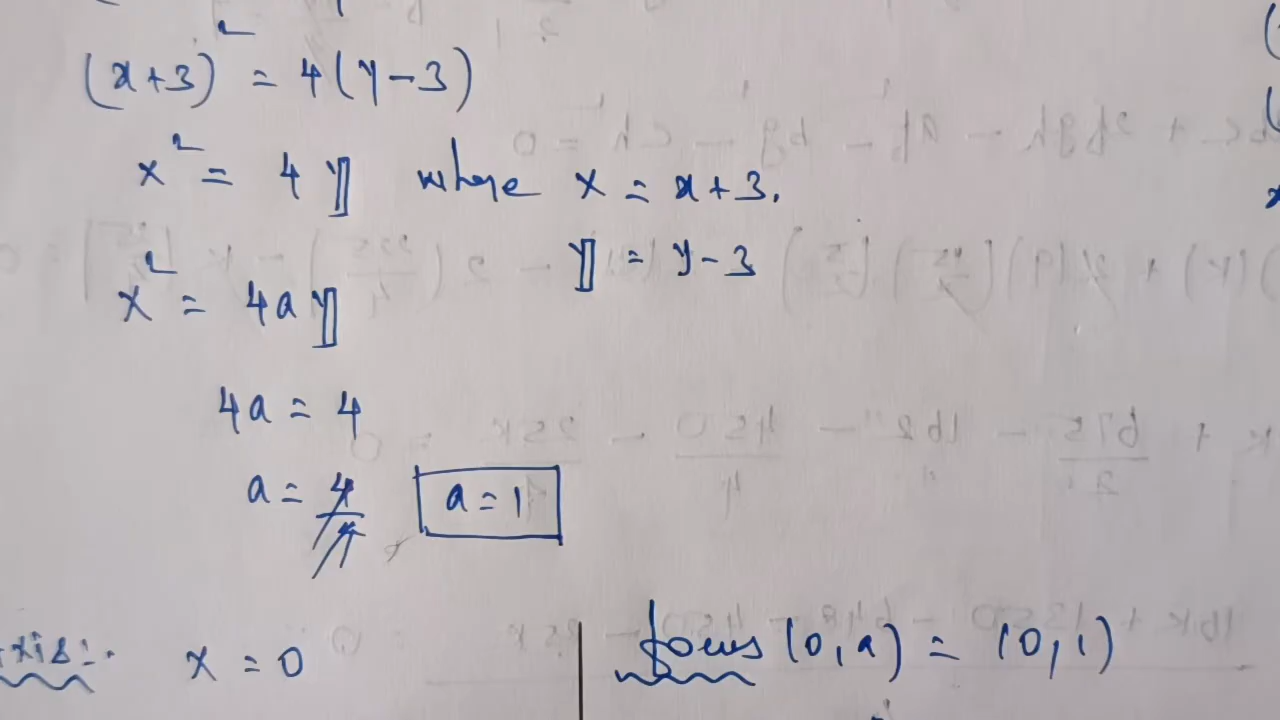 (x+3)² = 4(y-3)
X² = 4Y where X = x+3.
Y = y-3
X² = 4aY
4a = 4
a = 4/4 a = 1
X = 0
focus (0, a) = (0, 1)